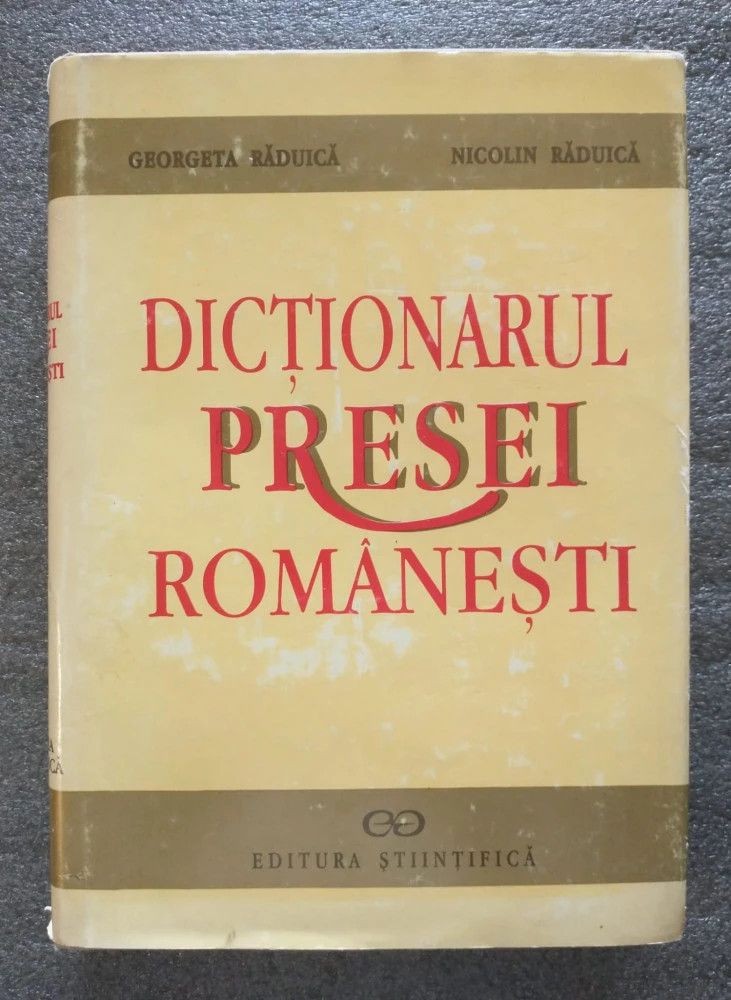 GEORGETA RĂDUICĂ NICOLIN RĂDUICĂ
DICȚIONARUL
PRESEI
ROMÂNEȘTI
EDITURA ȘTIINȚIFICĂ